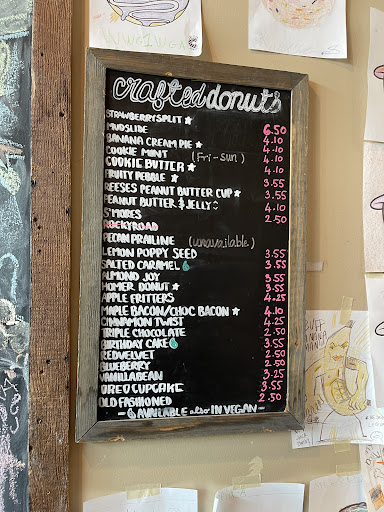 crafted donuts
STRAWBERRY SPLIT ★ 6.50
MUDSLIDE 4.10
BANANA CREAM PIE ★ 4.10
COOKIE MINT (Fri - Sun) 4.10
COOKIE BUTTER ★ 4.10
FRUITY PEBBLE ★ 3.55
REESES PEANUT BUTTER CUP ★ 3.55
PEANUT BUTTER & JELLY 4.10
S'MORES 2.50
ROCKYROAD
PECAN PRAILINE (unavailable)
LEMON POPPY SEED 3.55
SALTED CARAMEL 3.55
ALMOND JOY 3.55
HOMER DONUT ★ 3.55
APPLE FRITTERS 4.25
MAPLE BACON/CHOC BACON ★ 4.10
CINNAMON TWIST 4.25
TRIPLE CHOCOLATE 2.50
BIRTHDAY CAKE 3.55
REDVELVET 2.50
BLUEBERRY 2.50
VANILLABEAN 3.25
OREO CUPCAKE 3.55
OLD FASHIONED 2.50
- AVAILABLE also IN VEGAN -
BUFF
BANANA
MAN!!